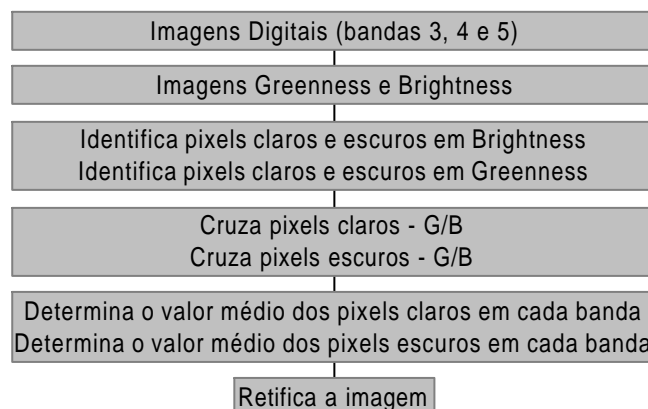 Imagens Digitais (bandas 3, 4 e 5)
Imagens Greenness e Brightness
Identifica pixels claros e escuros em Brightness
Identifica pixels claros e escuros em Greenness
Cruza pixels claros - G/B
Cruza pixels escuros - G/B
Determina o valor médio dos pixels claros em cada banda
Determina o valor médio dos pixels escuros em cada banda
Retifica a imagem